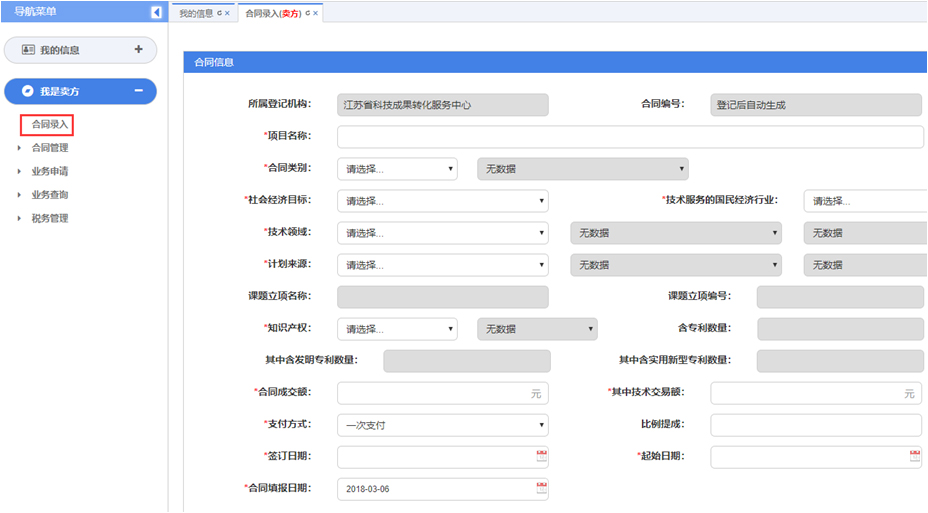 导航菜单
我的信息
合同录入(卖方)
我的信息
我是卖方
合同录入
合同管理
业务申请
业务查询
税务管理
合同信息
所属登记机构： 江苏省科技成果转化服务中心 合同编号： 登记后自动生成
*项目名称：
*合同类别： 请选择... 无数据
*社会经济目标： 请选择... *技术服务的国民经济行业： 请选择...
*技术领域： 请选择... 无数据 无数据
*计划来源： 请选择... 无数据 无数据
课题立项名称： 课题立项编号：
*知识产权： 请选择... 无数据 含专利数量：
其中含发明专利数量： 其中含实用新型专利数量：
*合同成交额： 元 *其中技术交易额： 元
*支付方式： 一次支付 比例提成：
*签订日期： *起始日期：
*合同填报日期： 2018-03-06